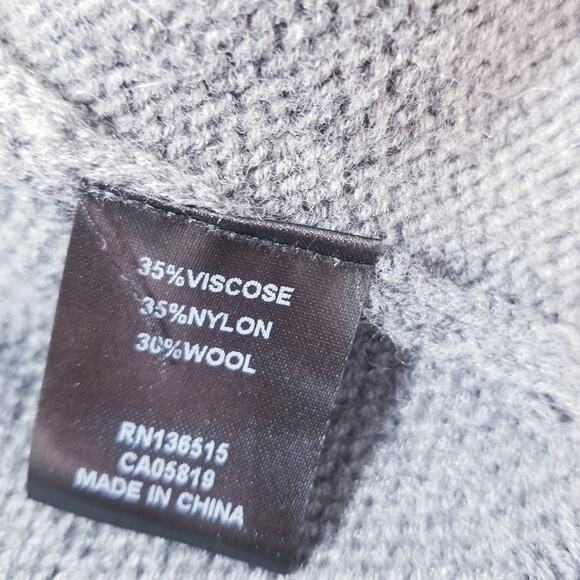 35%VISCOSE
35%NYLON
30%WOOL
RN136515
CA05819
MADE IN CHINA